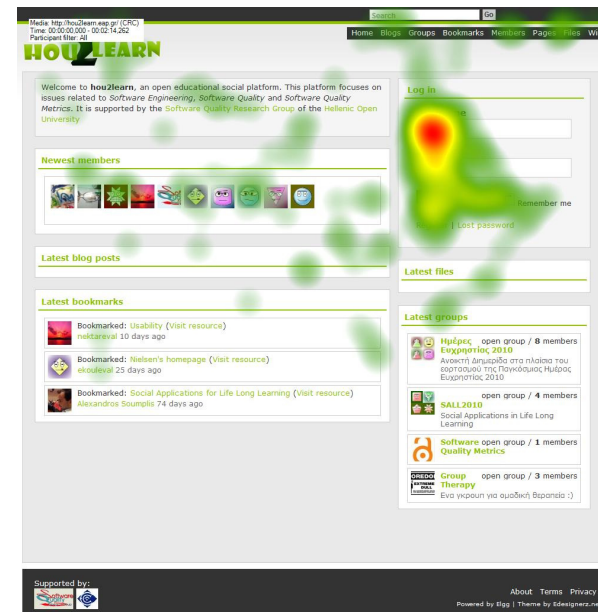 Media: http://hou2learn.eap.gr/ (CRC)
Time: 00:00:00,000 - 00:02:14,262
Participant filter: All
Search
Go
Home Blogs Groups Bookmarks Members Pages Files Wi
HOU2LEARN
Welcome to hou2learn, an open educational social platform. This platform focuses on
issues related to Software Engineering, Software Quality and Software Quality
Metrics. It is supported by the Software Quality Research Group of the Hellenic Open
University
Log in
Remember me
| Lost password
Newest members
Latest blog posts
Latest bookmarks
Bookmarked: Usability (Visit resource)
nektareval 10 days ago
Bookmarked: Nielsen's homepage (Visit resource)
ekouleval 25 days ago
Bookmarked: Social Applications for Life Long Learning (Visit resource)
Alexandros Soumplis 74 days ago
Latest files
Latest groups
Ημέρες open group / 8 members
Ευχρηστίας 2010
Ανοικτή Διημερίδα στα πλαίσια του
εορτασμού της Παγκόσμιας Ημέρας
Ευχρηστίας 2010
open group / 4 members
SALL2010
Social Applications in Life Long
Learning
Software open group / 1 members
Quality Metrics
Group open group / 3 members
Therapy
Ενα γκρουπ για ομαδική θεραπεία :)
Supported by:
About Terms Privacy
Powered by Elgg | Theme by Edesignerz.ne